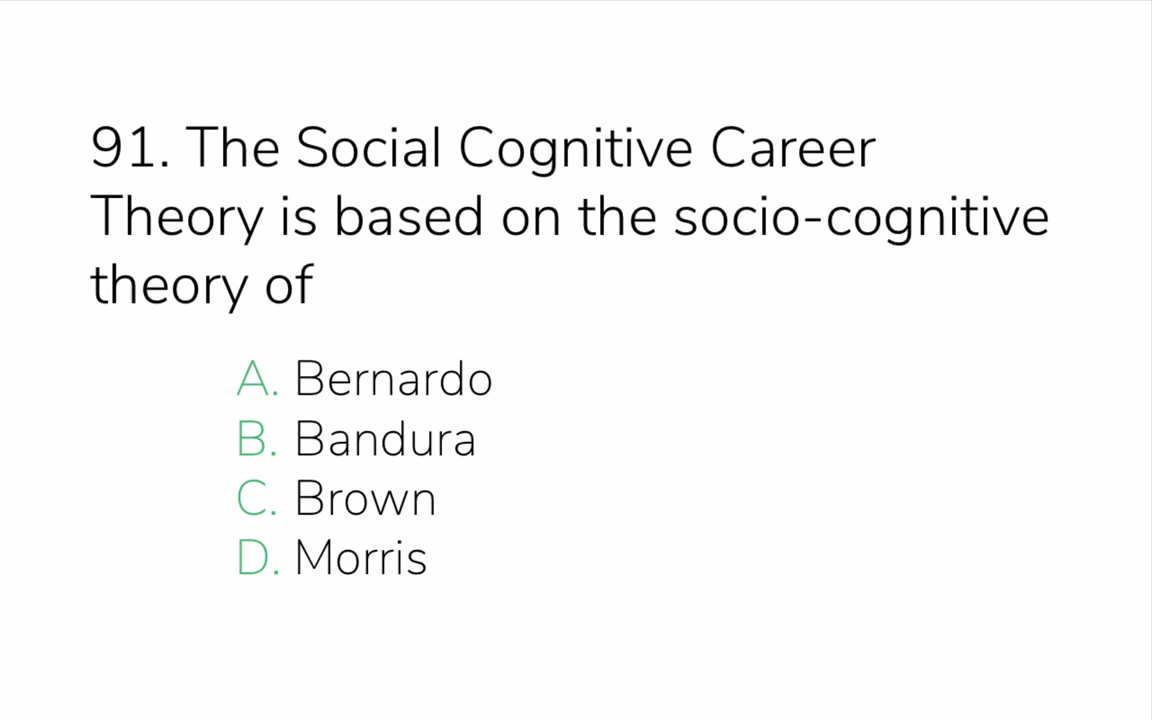 91. The Social Cognitive Career
Theory is based on the socio-cognitive
theory of
A. Bernardo
B. Bandura
C. Brown
D. Morris